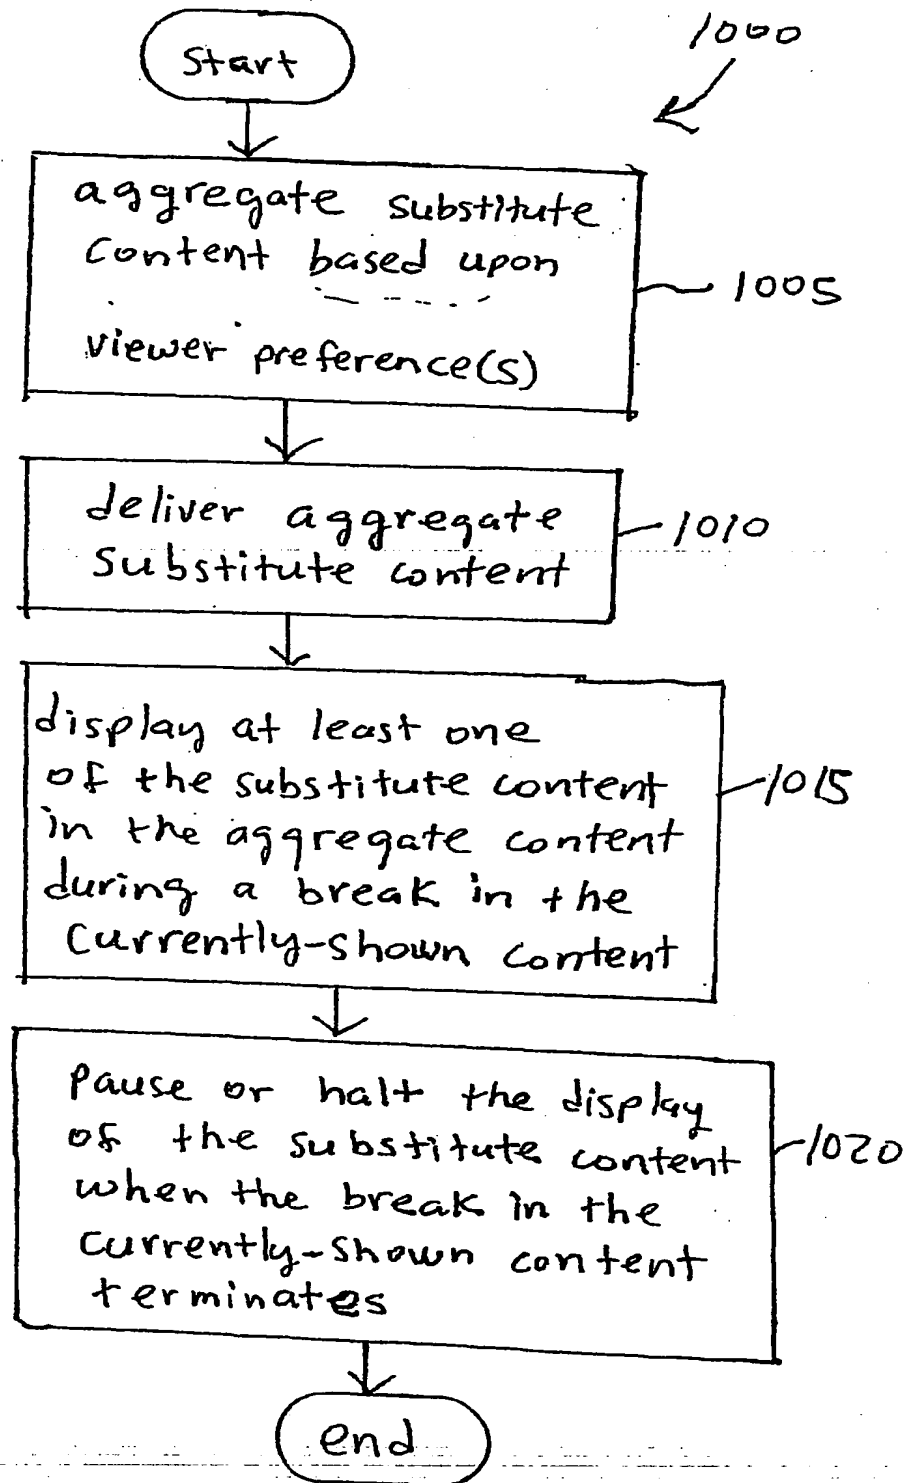 1000
Start
aggregate substitute
content based upon
viewer preference(s)
1005
deliver aggregate
substitute content
1010
display at least one
of the substitute content
in the aggregate content
during a break in the
currently-shown content
1015
pause or halt the display
of the substitute content
when the break in the
currently-shown content
terminates
1020
end